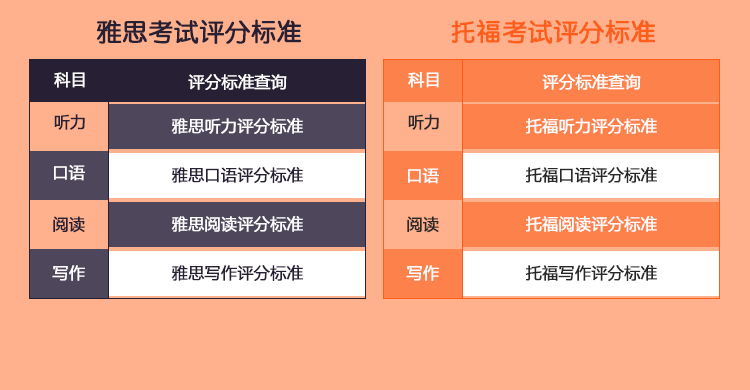 雅思考试评分标准
科目 评分标准查询
听力 雅思听力评分标准
口语 雅思口语评分标准
阅读 雅思阅读评分标准
写作 雅思写作评分标准
托福考试评分标准
科目 评分标准查询
听力 托福听力评分标准
口语 托福口语评分标准
阅读 托福阅读评分标准
写作 托福写作评分标准